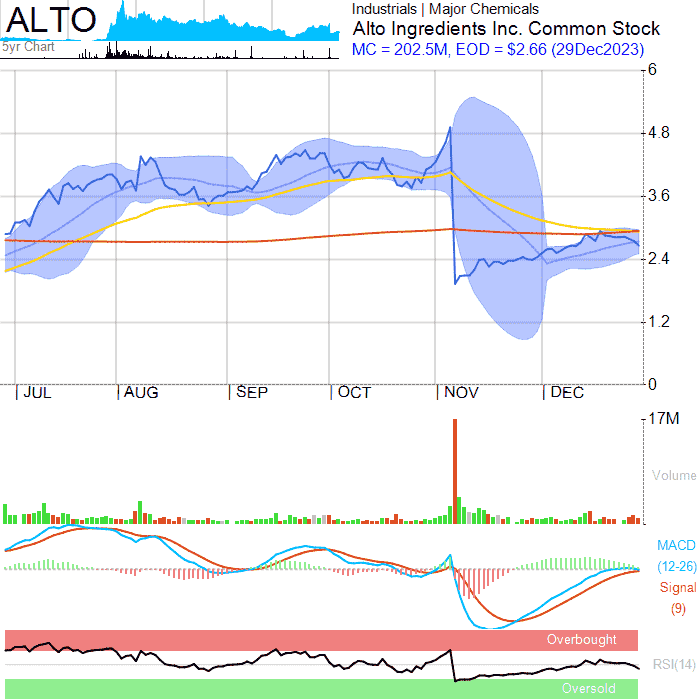 ALTO
5yr Chart
Industrials | Major Chemicals
Alto Ingredients Inc. Common Stock
MC = 202.5M, EOD = $2.66 (29Dec2023)
6
4.8
3.6
2.4
1.2
0
| JUL | AUG | SEP | OCT | NOV | DEC
17M
Volume
MACD
(12-26)
Signal
(9)
Overbought
RSI(14)
Oversold